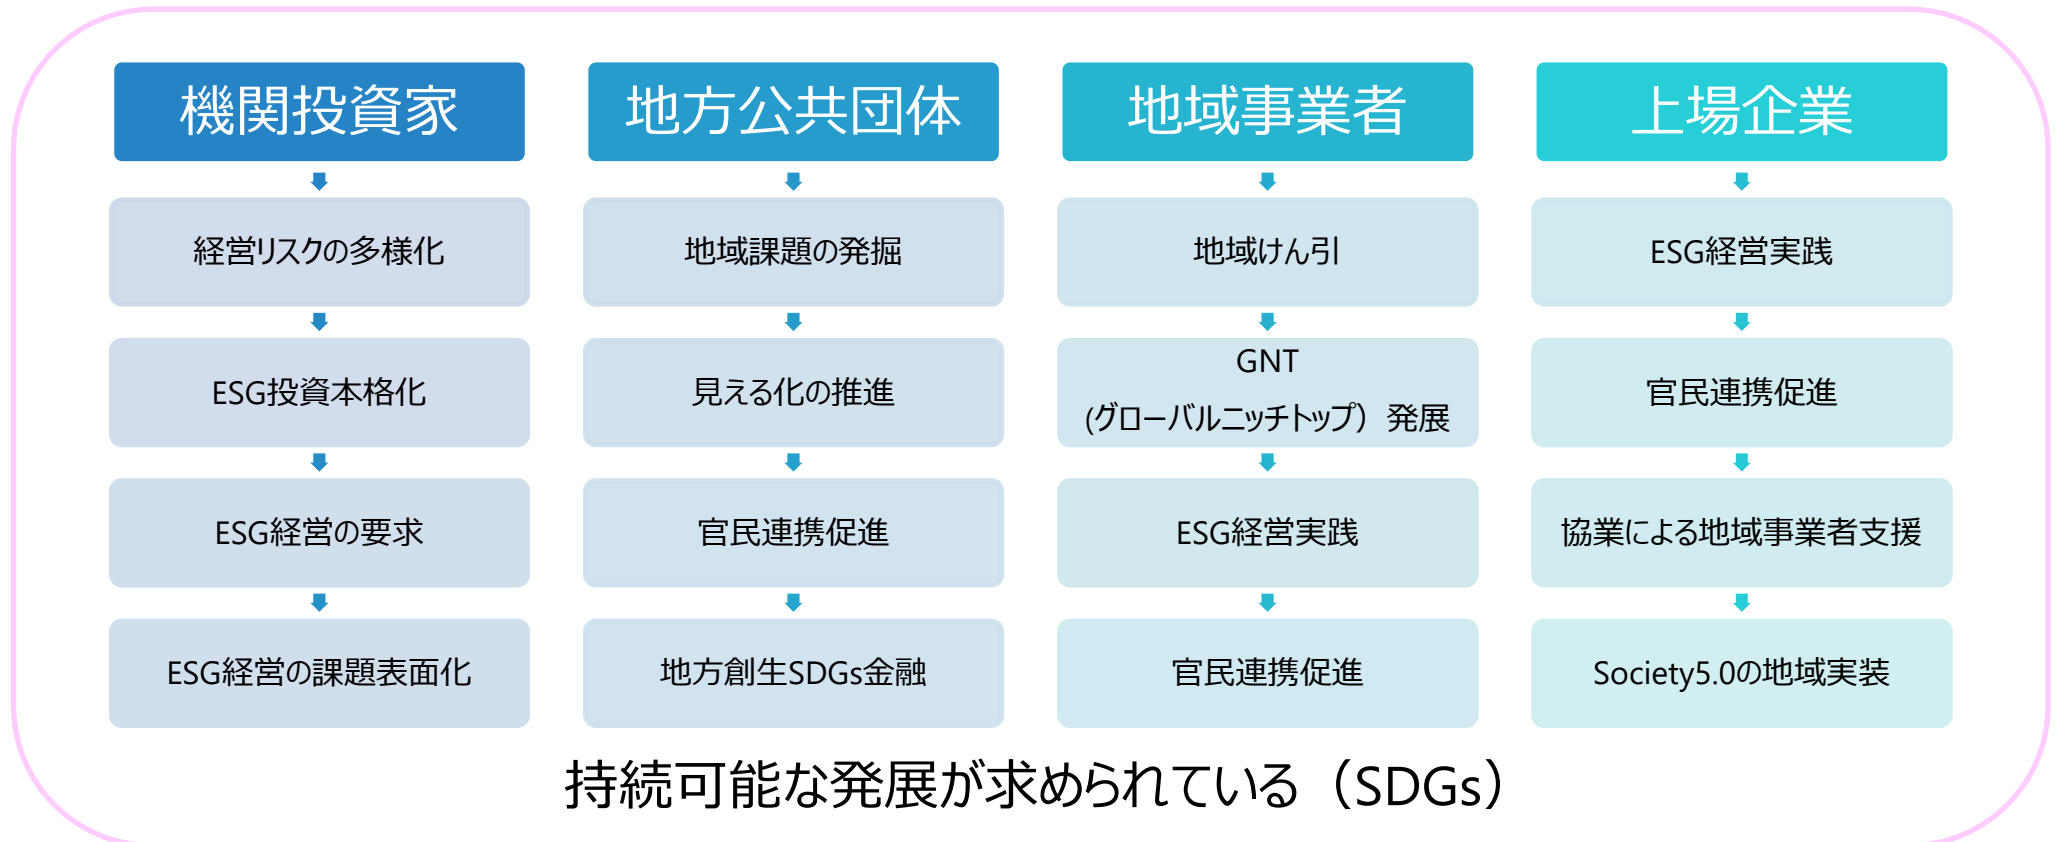 機関投資家
経営リスクの多様化
ESG投資本格化
ESG経営の要求
ESG経営の課題表面化
地方公共団体
地域課題の発掘
見える化の推進
官民連携促進
地方創生SDGs金融
地域事業者
地域けん引
GNT
(グローバルニッチトップ）発展
ESG経営実践
官民連携促進
上場企業
ESG経営実践
官民連携促進
協業による地域事業者支援
Society5.0の地域実装
持続可能な発展が求められている（SDGs）